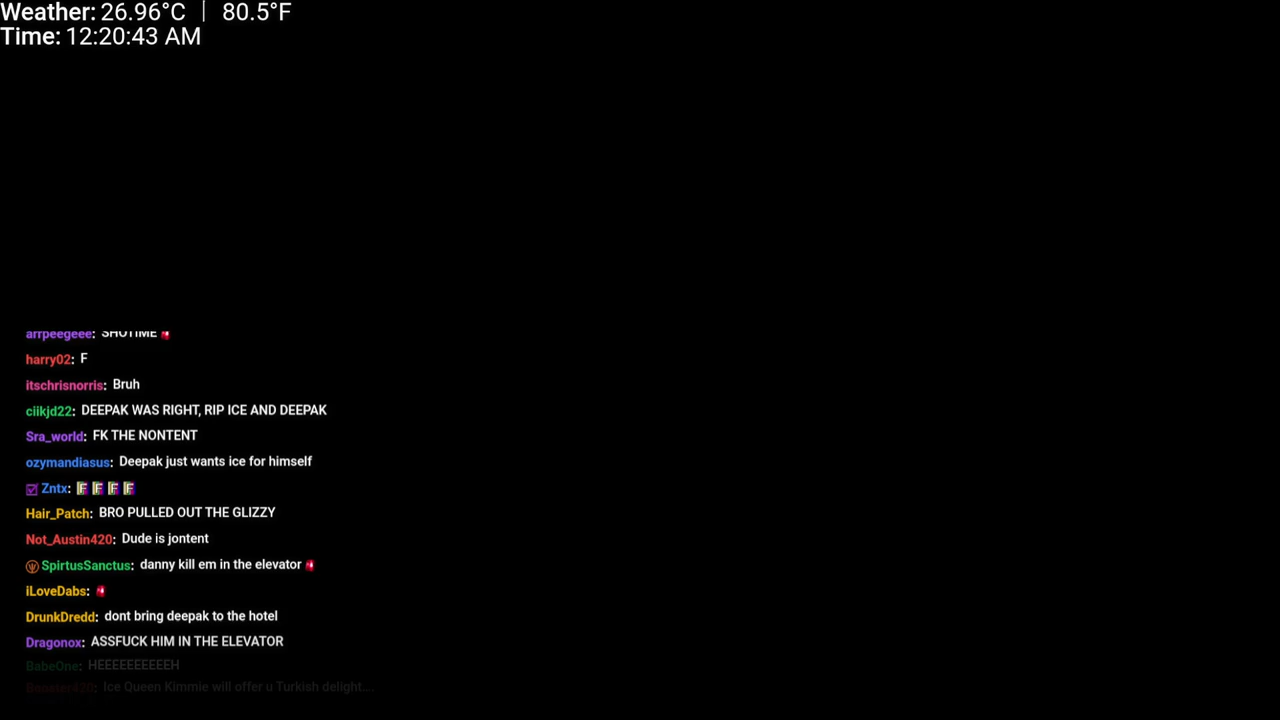 Weather: 26.96°C | 80.5°F
Time: 12:20:43 AM
arrpeegeee: SHOTIME
harry02: F
itschrisnorris: Bruh
ciikjd22: DEEPAK WAS RIGHT, RIP ICE AND DEEPAK
Sra_world: FK THE NONTENT
ozymandiasus: Deepak just wants ice for himself
Zntx: F F F F
Hair_Patch: BRO PULLED OUT THE GLIZZY
Not_Austin420: Dude is jontent
SpirtusSanctus: danny kill em in the elevator
iLoveDabs:
DrunkDredd: dont bring deepak to the hotel
Dragonox: ASSFUCK HIM IN THE ELEVATOR
BabeOne: HEEEEEEEEEEH
Ice Queen Kimmie will offer u Turkish delight...